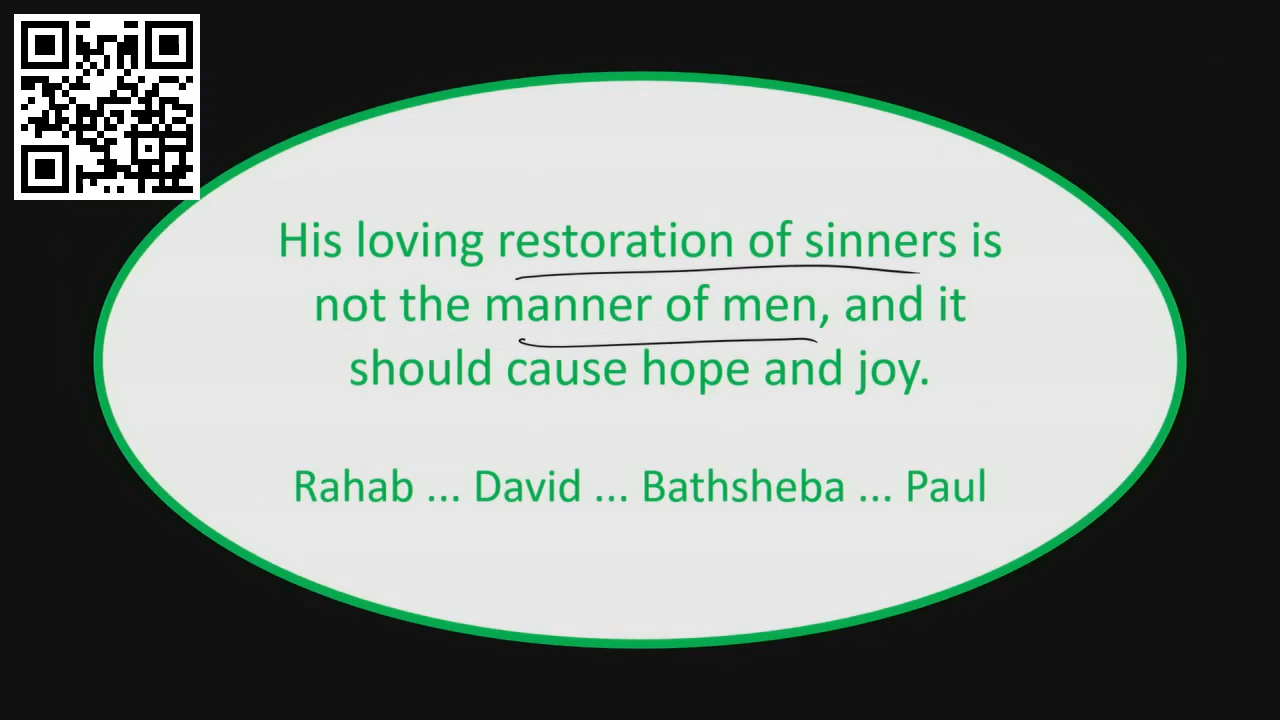 His loving restoration of sinners is
not the manner of men, and it
should cause hope and joy.
Rahab ... David ... Bathsheba ... Paul